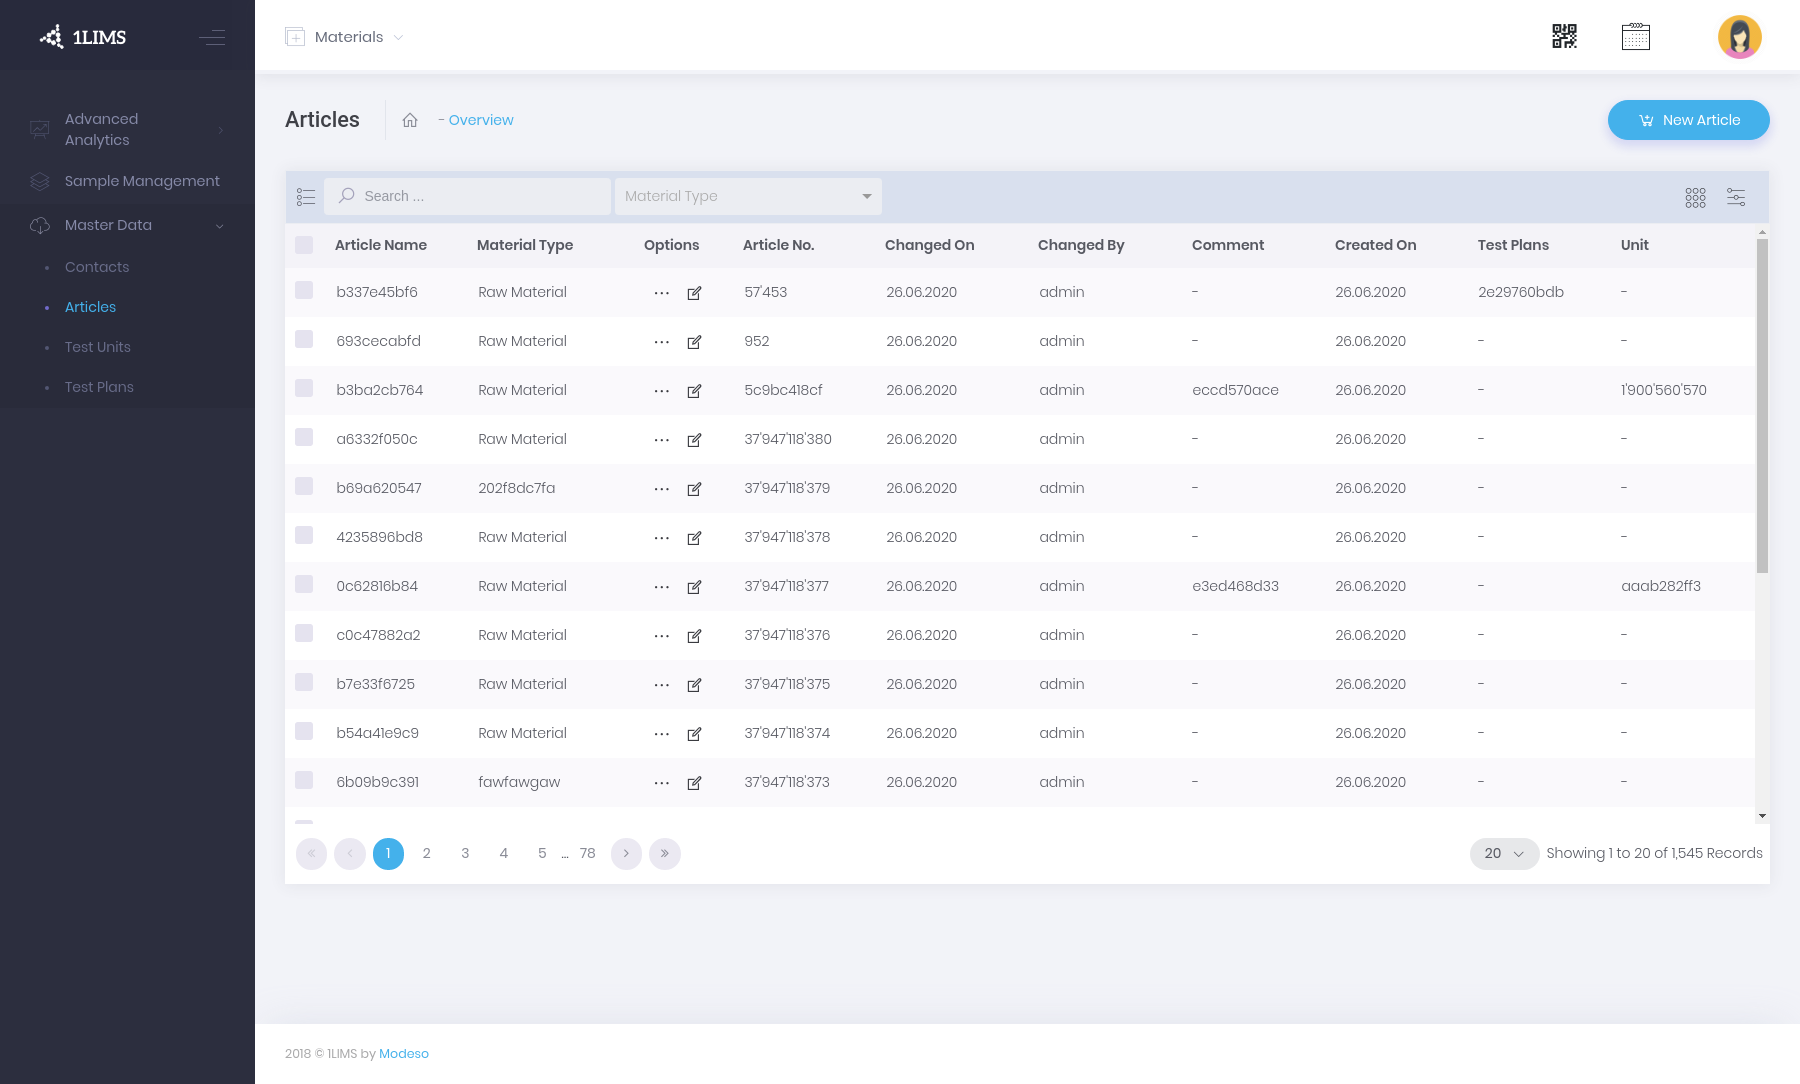 1LIMS
Materials
Advanced
Analytics
Sample Management
Master Data
Contacts
Articles
Test Units
Test Plans
Articles
- Overview
New Article
Search ...
Material Type
Article Name Material Type Options Article No. Changed On Changed By Comment Created On Test Plans Unit
b337e45bf6 Raw Material ... 57'453 26.06.2020 admin - 26.06.2020 2e29760bdb -
693cecabfd Raw Material ... 952 26.06.2020 admin - 26.06.2020 - -
b3ba2cb764 Raw Material ... 5c9bc418cf 26.06.2020 admin eccd570ace 26.06.2020 - 1'900'560'570
a6332f050c Raw Material ... 37'947'118'380 26.06.2020 admin - 26.06.2020 - -
b69a620547 202f8dc7fa ... 37'947'118'379 26.06.2020 admin - 26.06.2020 - -
4235896bd8 Raw Material ... 37'947'118'378 26.06.2020 admin - 26.06.2020 - -
0c62816b84 Raw Material ... 37'947'118'377 26.06.2020 admin e3ed468d33 26.06.2020 - aaab282ff3
c0c47882a2 Raw Material ... 37'947'118'376 26.06.2020 admin - 26.06.2020 - -
b7e33f6725 Raw Material ... 37'947'118'375 26.06.2020 admin - 26.06.2020 - -
b54a41e9c9 Raw Material ... 37'947'118'374 26.06.2020 admin - 26.06.2020 - -
6b09b9c391 fawfawgaw ... 37'947'118'373 26.06.2020 admin - 26.06.2020 - -
« ‹ 1 2 3 4 5 ... 78 › »
20 Showing 1 to 20 of 1,545 Records
2018 © 1LIMS by Modeso